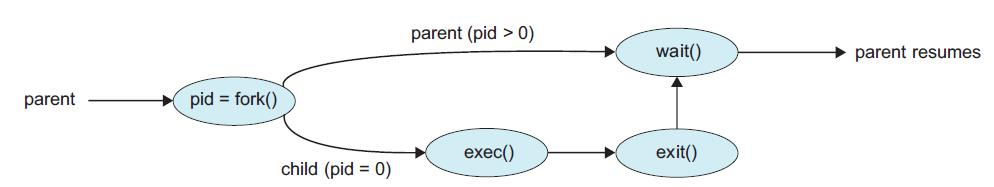 parent (pid > 0)
wait()
parent resumes
parent
pid = fork()
exec()
exit()
child (pid = 0)